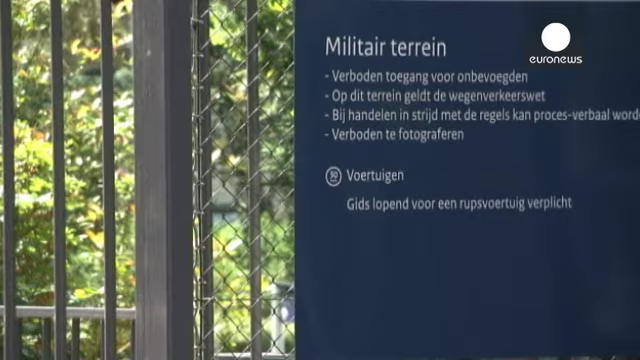 Militair terrein
euronews
- Verboden toegang voor onbevoegden
- Op dit terrein geldt de wegenverkeerswet
- Bij handelen in strijd met de regels kan proces-verbaal word
- Verboden te fotograferen
50 Voertuigen
Gids lopend voor een rupsvoertuig verplicht